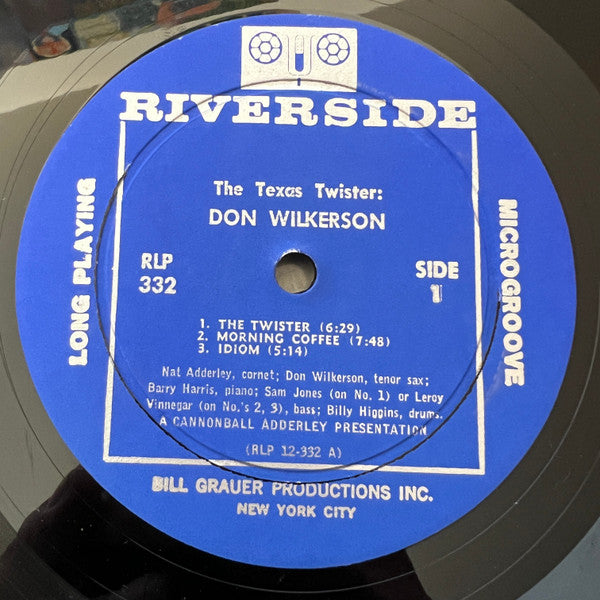 RIVERSIDE
The Texas Twister:
DON WILKERSON
LONG PLAYING
MICROGROOVE
RLP
332
SIDE
1
1. THE TWISTER (6:29)
2. MORNING COFFEE (7:48)
3. IDIOM (5:14)
Nat Adderley, cornet; Don Wilkerson, tenor sax;
Barry Harris, piano; Sam Jones (on No. 1) or Leroy
Vinnegar (on No.'s 2, 3), bass; Billy Higgins, drums.
A CANNONBALL ADDERLEY PRESENTATION
(RLP 12-332 A)
BILL GRAUER PRODUCTIONS INC.
NEW YORK CITY